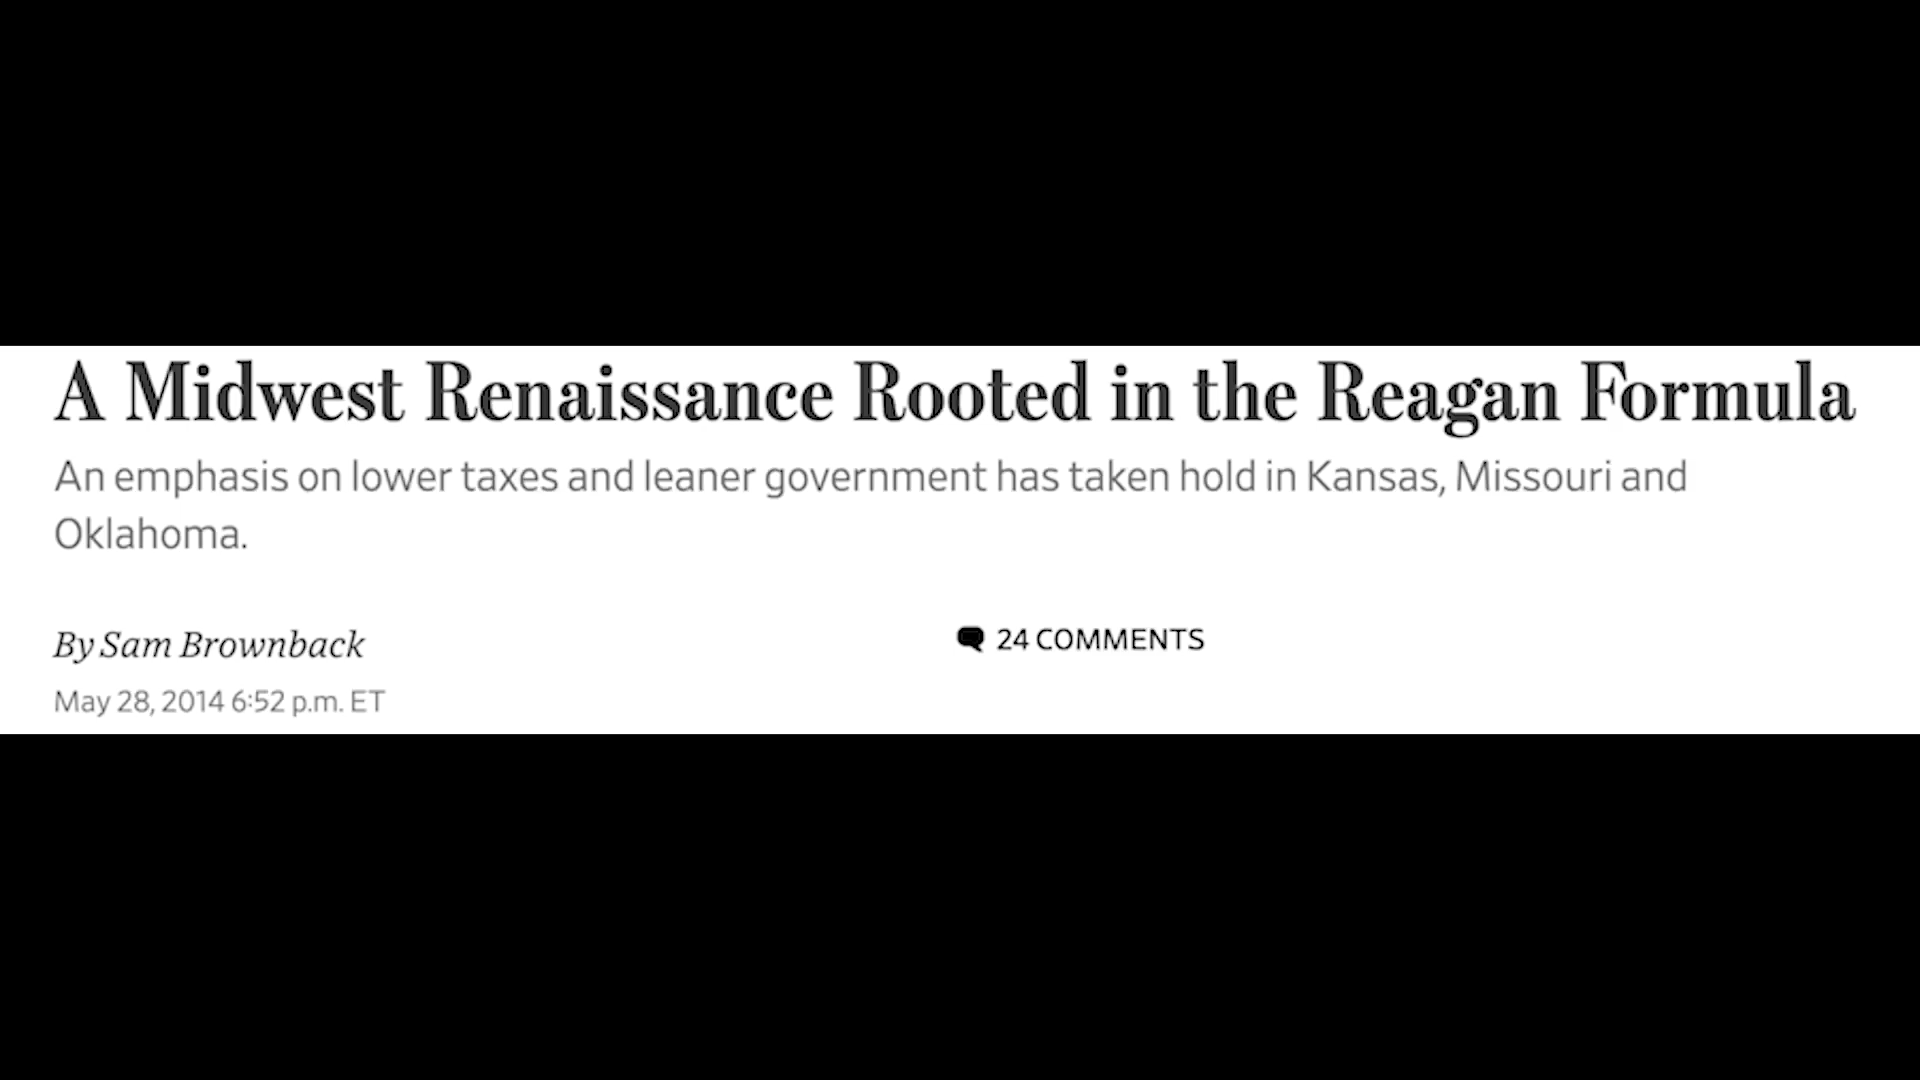 A Midwest Renaissance Rooted in the Reagan Formula
An emphasis on lower taxes and leaner government has taken hold in Kansas, Missouri and
Oklahoma.
By Sam Brownback
24 COMMENTS
May 28, 2014 6:52 p.m. ET